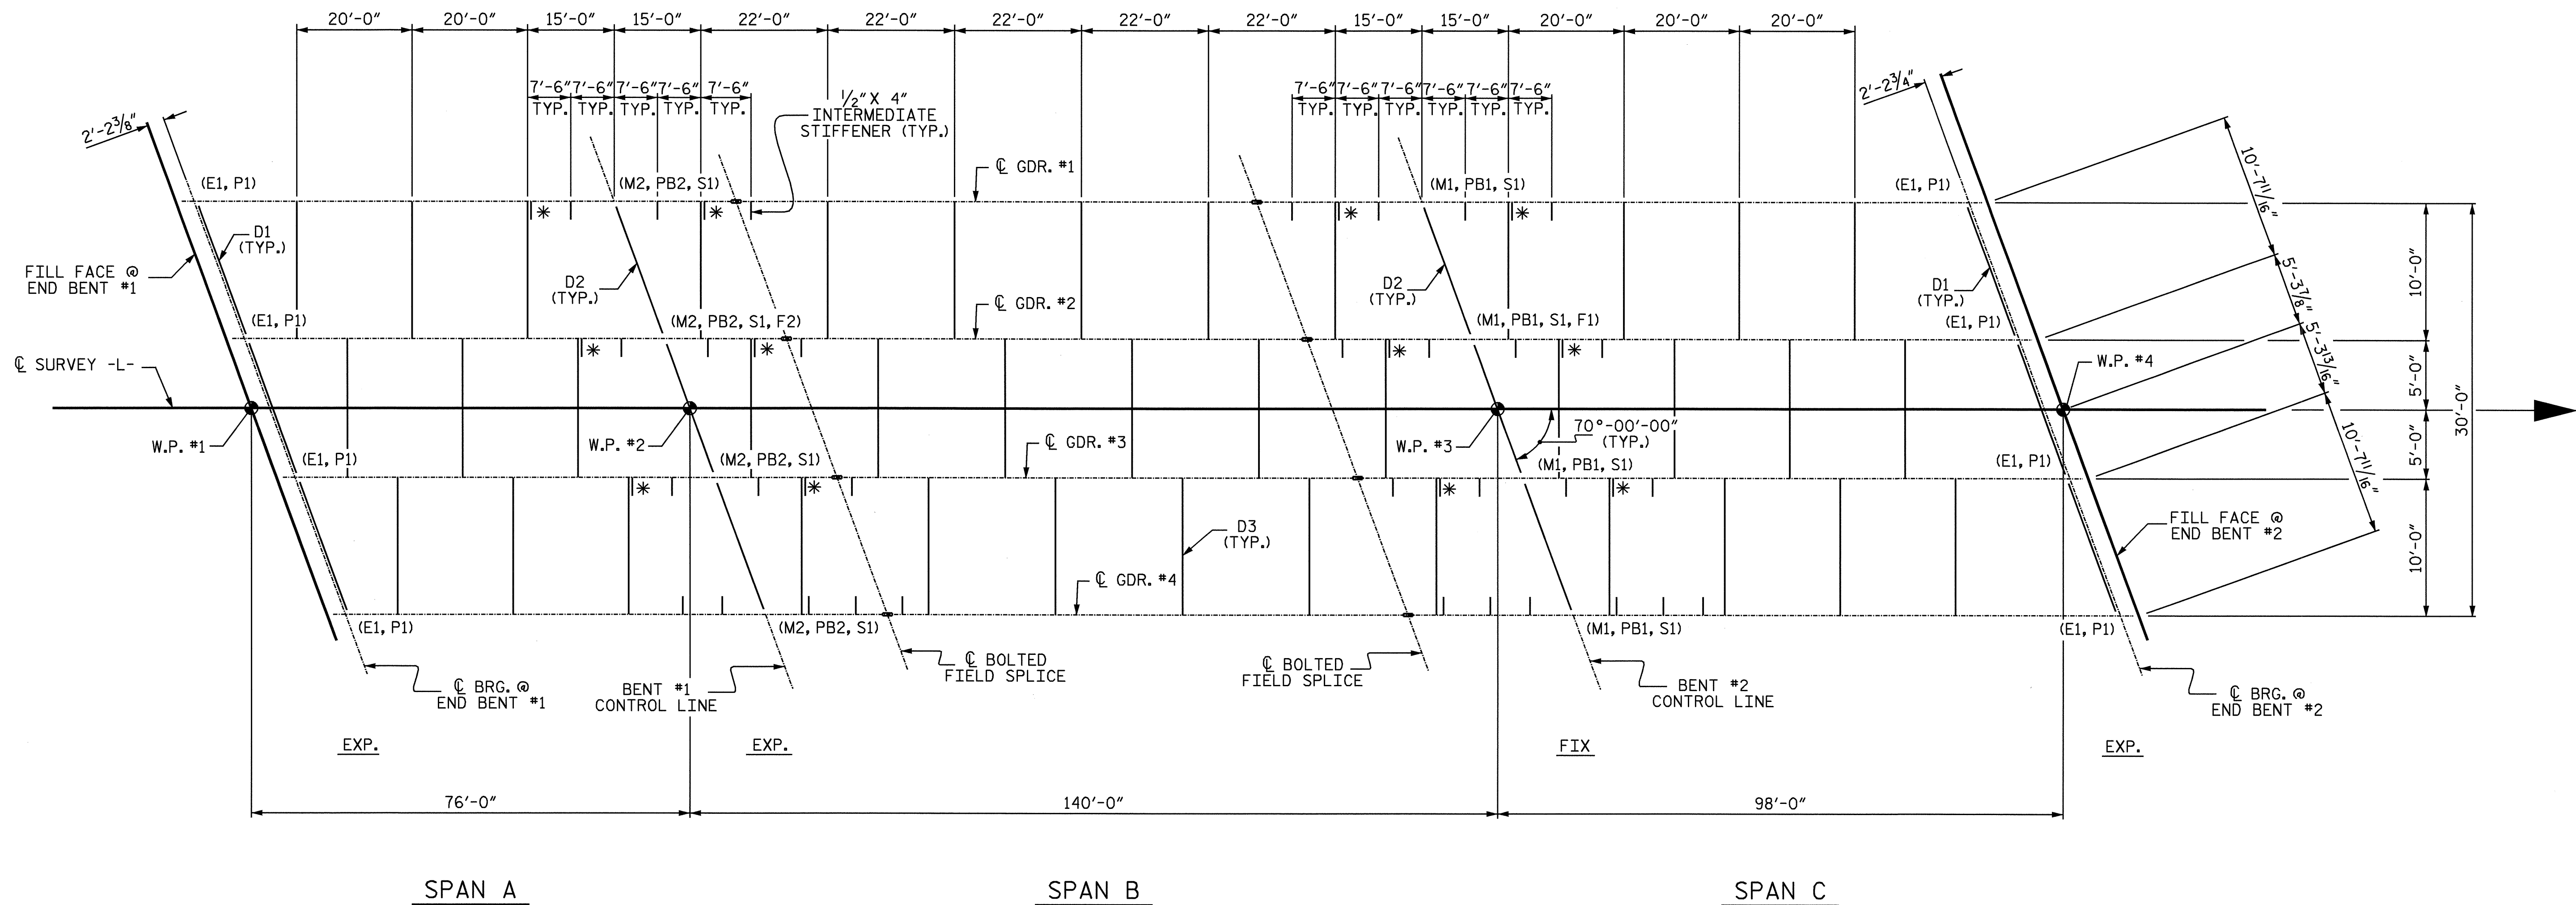 20'-0" 20'-0" 15'-0" 15'-0" 22'-0" 22'-0" 22'-0" 22'-0" 22'-0" 15'-0" 15'-0" 20'-0" 20'-0" 20'-0"
7'-6" 7'-6" 7'-6" 7'-6" 7'-6" 7'-6" 7'-6" 7'-6" 7'-6" 7'-6" 7'-6"
TYP. TYP. TYP. TYP. TYP. TYP. TYP. TYP. TYP. TYP. TYP.
1/2" X 4"
INTERMEDIATE
STIFFENER (TYP.)
2'-2 3/8"
2'-2 3/4"
℄ GDR. #1
(E1, P1) (M2, PB2, S1) (M1, PB1, S1) (E1, P1)
* * * *
D1
(TYP.)
FILL FACE @
END BENT #1
D2
(TYP.)
D2
(TYP.)
D1
(TYP.)
℄ GDR. #2
(E1, P1) (M2, PB2, S1, F2) (M1, PB1, S1, F1) (E1, P1)
* * * *
℄ SURVEY -L-
W.P. #4
W.P. #1 W.P. #2 W.P. #3
70°-00'-00"
(TYP.)
℄ GDR. #3
(E1, P1) (M2, PB2, S1) (M1, PB1, S1) (E1, P1)
* * * *
D3
(TYP.)
FILL FACE @
END BENT #2
℄ GDR. #4
(E1, P1) (M2, PB2, S1) (M1, PB1, S1) (E1, P1)
10'-7 11/16"
5'-3 7/8"
5'-3 13/16"
10'-7 11/16"
10'-0"
5'-0"
5'-0"
10'-0"
30'-0"
℄ BRG. @
END BENT #1
BENT #1
CONTROL LINE
℄ BOLTED
FIELD SPLICE
℄ BOLTED
FIELD SPLICE
BENT #2
CONTROL LINE
℄ BRG. @
END BENT #2
EXP. EXP. FIX EXP.
76'-0" 140'-0" 98'-0"
SPAN A SPAN B SPAN C